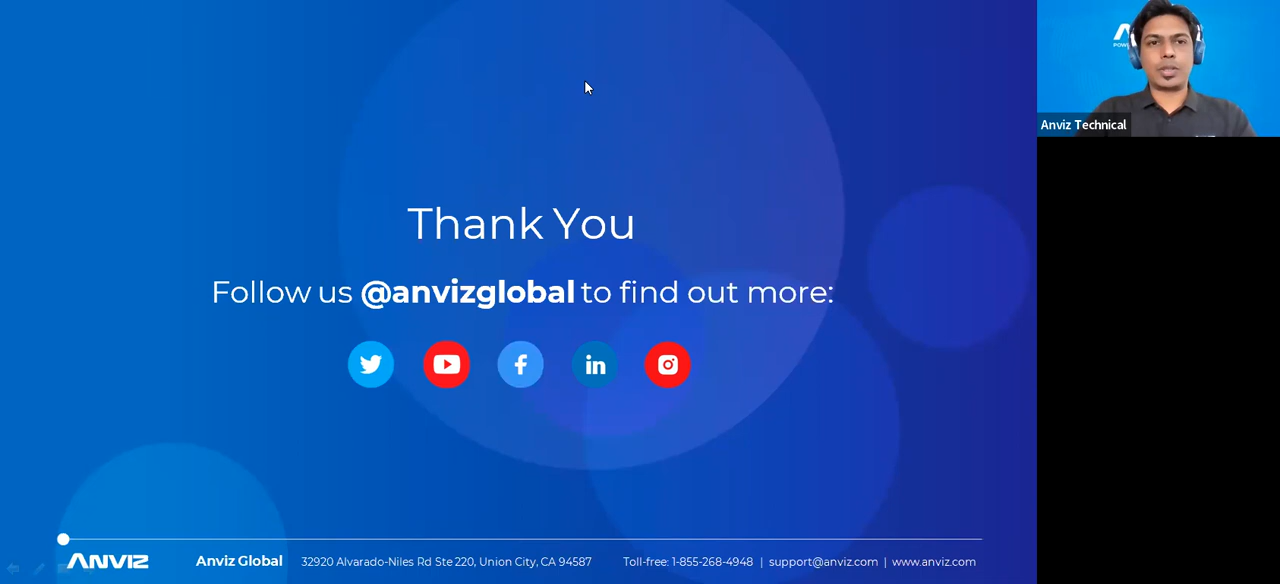 Thank You
Follow us @anvizglobal to find out more:
ANVIZ Anviz Global 32920 Alvarado-Niles Rd Ste 220, Union City, CA 94587 Toll-free: 1-855-268-4948 | support@anviz.com | www.anviz.com
Anviz Technical